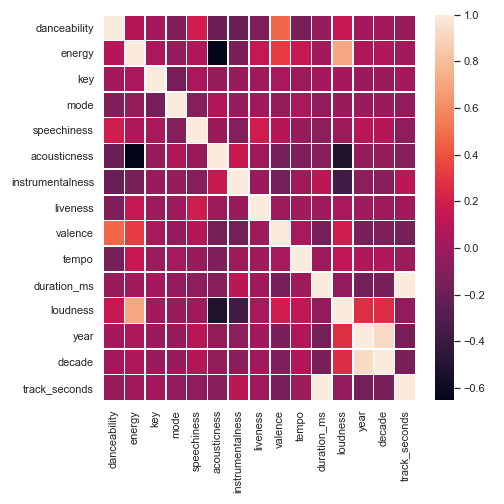 danceability
energy
key
mode
speechiness
acousticness
instrumentalness
liveness
valence
tempo
duration_ms
loudness
year
decade
track_seconds
danceability
energy
key
mode
speechiness
acousticness
instrumentalness
liveness
valence
tempo
duration_ms
loudness
year
decade
track_seconds
1.0
0.8
0.6
0.4
0.2
0.0
−0.2
−0.4
−0.6